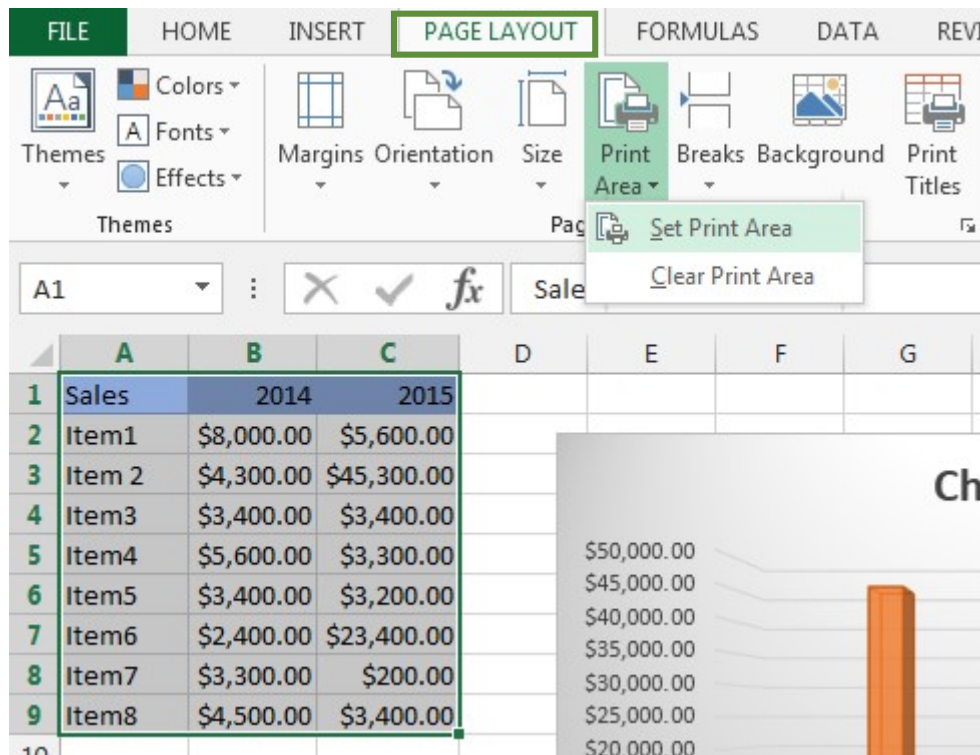 FILE HOME INSERT PAGE LAYOUT FORMULAS DATA
Aa Colors
A Fonts
Effects
Themes Margins Orientation Size Print Area Breaks Background Print Titles
Themes
Set Print Area
Clear Print Area
A1 fx
A B C D E F G
1 Sales 2014 2015
2 Item1 $8,000.00 $5,600.00
3 Item 2 $4,300.00 $45,300.00
4 Item3 $3,400.00 $3,400.00
5 Item4 $5,600.00 $3,300.00
6 Item5 $3,400.00 $3,200.00
7 Item6 $2,400.00 $23,400.00
8 Item7 $3,300.00 $200.00
9 Item8 $4,500.00 $3,400.00
10
$50,000.00
$45,000.00
$40,000.00
$35,000.00
$30,000.00
$25,000.00
$20,000.00